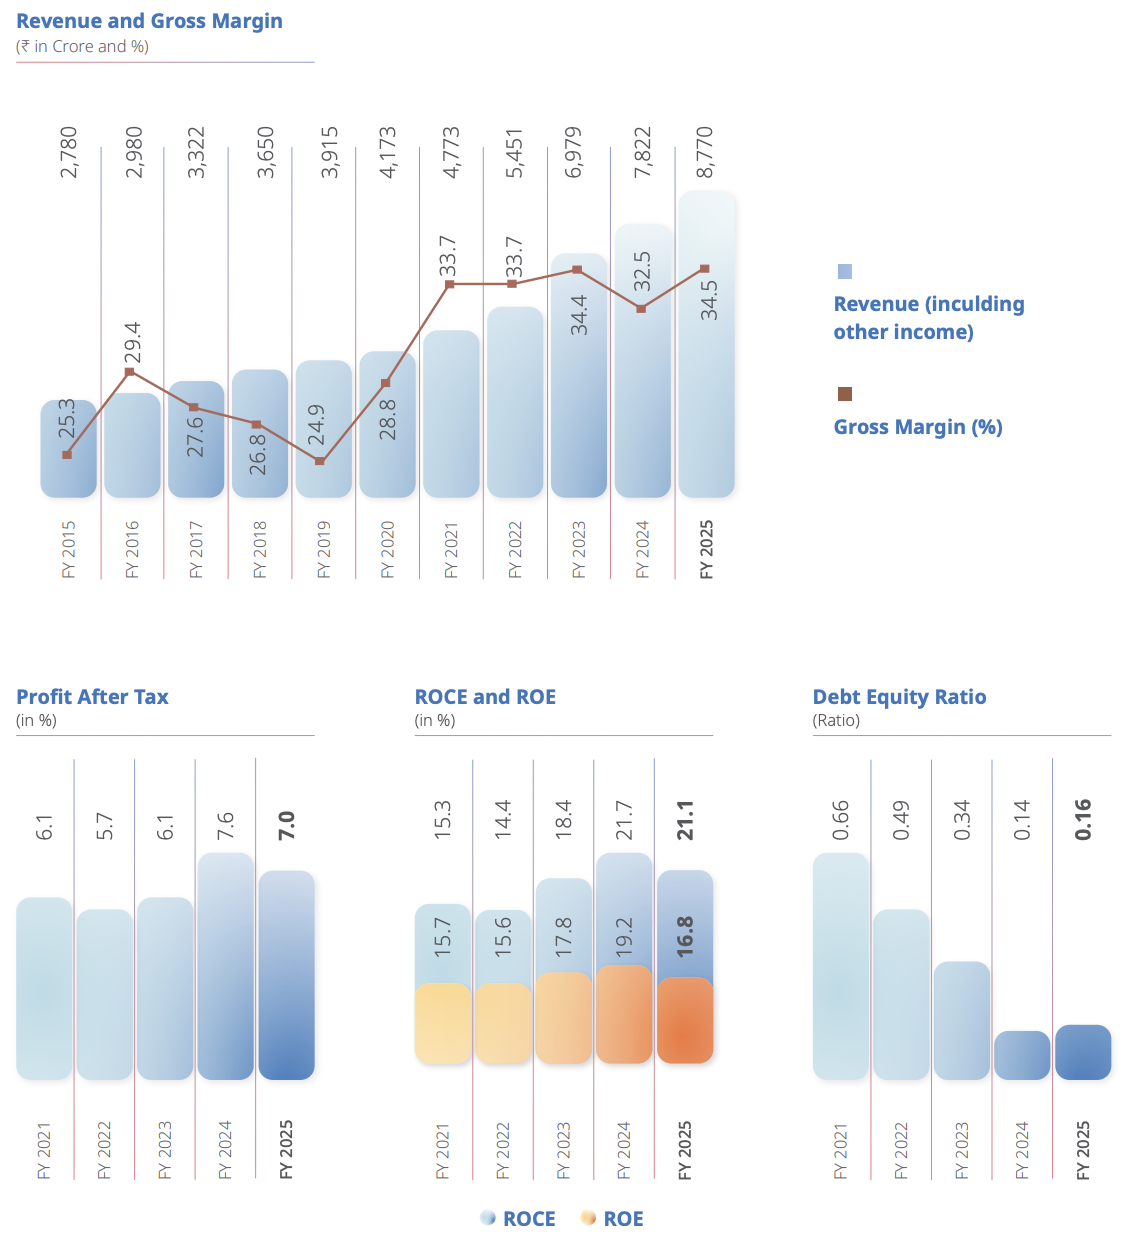 Revenue and Gross Margin
(₹ in Crore and %)
2,780 2,980 3,322 3,650 3,915 4,173 4,773 5,451 6,979 7,822 8,770
25.3 29.4 27.6 26.8 24.9 28.8 33.7 33.7 34.4 32.5 34.5
FY 2015 FY 2016 FY 2017 FY 2018 FY 2019 FY 2020 FY 2021 FY 2022 FY 2023 FY 2024 FY 2025
Revenue (inculding
other income)
Gross Margin (%)
Profit After Tax
(in %)
6.1 5.7 6.1 7.6 7.0
FY 2021 FY 2022 FY 2023 FY 2024 FY 2025
ROCE and ROE
(in %)
15.3 14.4 18.4 21.7 21.1
15.7 15.6 17.8 19.2 16.8
FY 2021 FY 2022 FY 2023 FY 2024 FY 2025
ROCE ROE
Debt Equity Ratio
(Ratio)
0.66 0.49 0.34 0.14 0.16
FY 2021 FY 2022 FY 2023 FY 2024 FY 2025